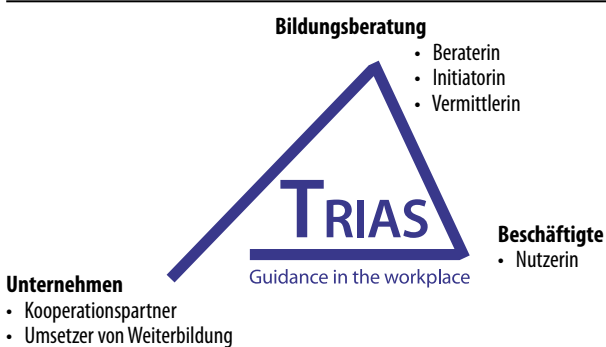 Bildungsberatung
• Beraterin
• Initiatorin
• Vermittlerin
TRIAS
Guidance in the workplace
Beschäftigte
• Nutzerin
Unternehmen
• Kooperationspartner
• Umsetzer von Weiterbildung